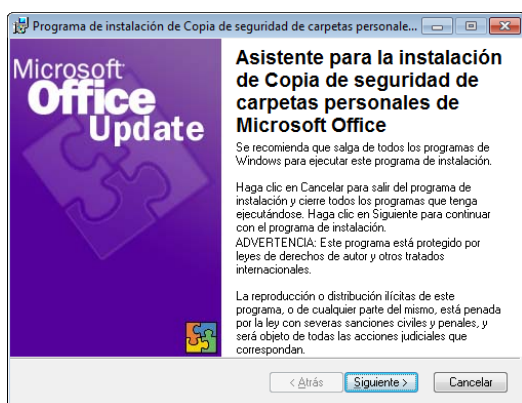 Programa de instalación de Copia de seguridad de carpetas personale...
Microsoft
Office
Update
Asistente para la instalación
de Copia de seguridad de
carpetas personales de
Microsoft Office
Se recomienda que salga de todos los programas de
Windows para ejecutar este programa de instalación.
Haga clic en Cancelar para salir del programa de
instalación y cierre todos los programas que tenga
ejecutándose. Haga clic en Siguiente para continuar
con el programa de instalación.
ADVERTENCIA: Este programa está protegido por
leyes de derechos de autor y otros tratados
internacionales.
La reproducción o distribución ilícitas de este
programa, o de cualquier parte del mismo, está penada
por la ley con severas sanciones civiles y penales, y
será objeto de todas las acciones judiciales que
correspondan.
< Atrás Siguiente > Cancelar